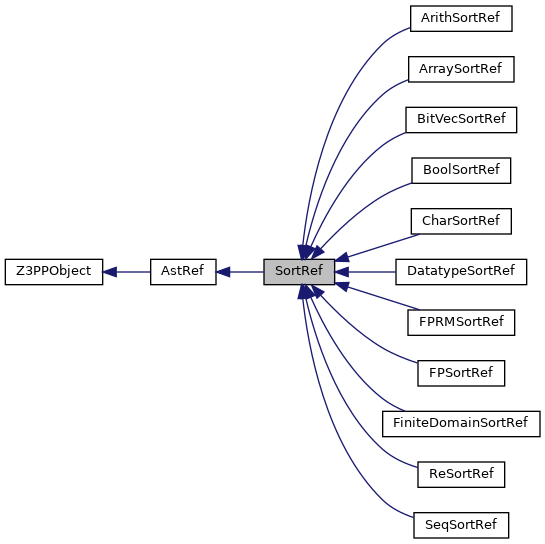 ArithSortRef
ArraySortRef
BitVecSortRef
BoolSortRef
CharSortRef
Z3PPObject
AstRef
SortRef
DatatypeSortRef
FPRMSortRef
FPSortRef
FiniteDomainSortRef
ReSortRef
SeqSortRef